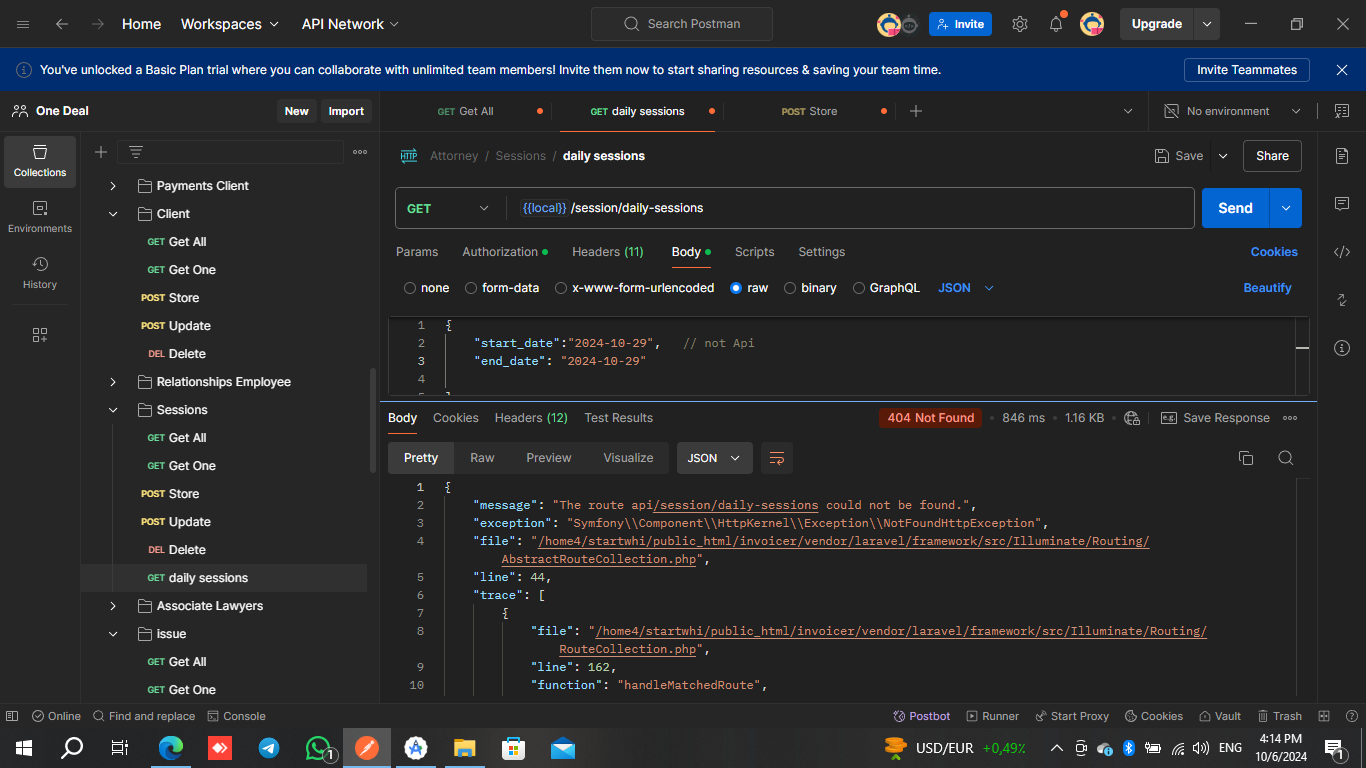 Home Workspaces API Network Search Postman Invite Upgrade
You've unlocked a Basic Plan trial where you can collaborate with unlimited team members! Invite them now to start sharing resources & saving your team time. Invite Teammates
One Deal New Import
GET Get All GET daily sessions POST Store No environment
Collections
Environments
History
Payments Client
Client
GET Get All
GET Get One
POST Store
POST Update
DEL Delete
Relationships Employee
Sessions
GET Get All
GET Get One
POST Store
POST Update
DEL Delete
GET daily sessions
Associate Lawyers
issue
GET Get All
GET Get One
HTTP Attorney / Sessions / daily sessions Save Share
GET {{local}} /session/daily-sessions Send
Params Authorization Headers (11) Body Scripts Settings Cookies
none form-data x-www-form-urlencoded raw binary GraphQL JSON Beautify
1 {
2 "start_date":"2024-10-29", // not Api
3 "end_date": "2024-10-29"
4
Body Cookies Headers (12) Test Results 404 Not Found 846 ms 1.16 KB e.g. Save Response
Pretty Raw Preview Visualize JSON
1 {
2 "message": "The route api/session/daily-sessions could not be found.",
3 "exception": "Symfony\\Component\\HttpKernel\\Exception\\NotFoundHttpException",
4 "file": "/home4/startwhi/public_html/invoicer/vendor/laravel/framework/src/Illuminate/Routing/
AbstractRouteCollection.php",
5 "line": 44,
6 "trace": [
7 {
8 "file": "/home4/startwhi/public_html/invoicer/vendor/laravel/framework/src/Illuminate/Routing/
RouteCollection.php",
9 "line": 162,
10 "function": "handleMatchedRoute",
Online Find and replace Console Postbot Runner Start Proxy Cookies Vault Trash
1 USD/EUR +0,49% ENG 4:14 PM
10/6/2024 1